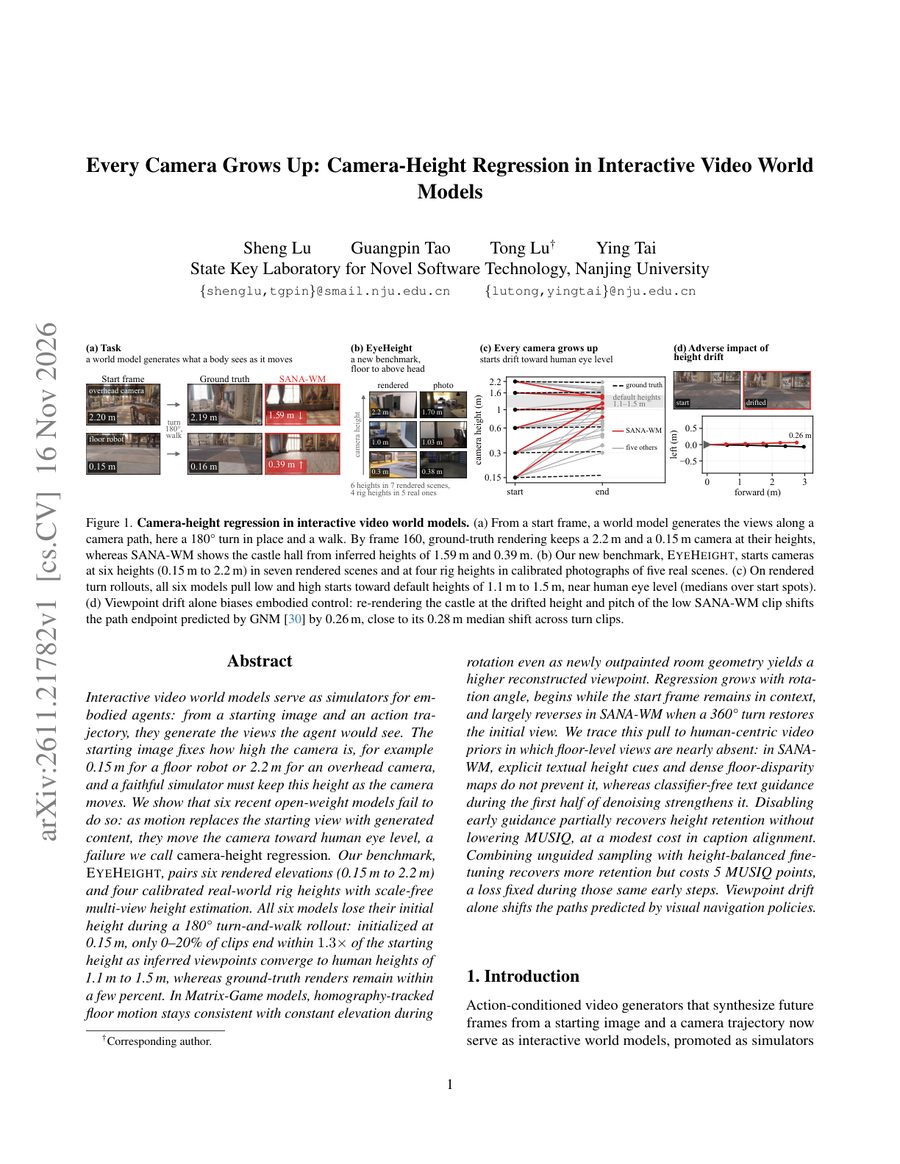 arXiv:2611.21782v1 [cs.CV] 16 Nov 2026
Every Camera Grows Up: Camera-Height Regression in Interactive Video World
Models
Sheng Lu Guangpin Tao Tong Lu† Ying Tai
State Key Laboratory for Novel Software Technology, Nanjing University
{shenglu,tgpin}@smail.nju.edu.cn {lutong,yingtai}@nju.edu.cn
(a) Task
a world model generates what a body sees as it moves
Start frame Ground truth SANA-WM
overhead camera
2.20 m 2.19 m 1.59 m ↓
turn
180°,
walk
floor robot
0.15 m 0.16 m 0.39 m ↑
(b) EyeHeight
a new benchmark,
floor to above head
rendered photo
camera height
2.2 m 1.70 m
1.0 m 1.03 m
0.3 m 0.38 m
6 heights in 7 rendered scenes,
4 rig heights in 5 real ones
(c) Every camera grows up
starts drift toward human eye level
camera height (m)
2.2
1.6
1
0.6
0.3
0.15
start end
ground truth
default heights
1.1–1.5 m
SANA-WM
five others
(d) Adverse impact of
height drift
start drifted
left (m)
0.5
0.0
−0.5
0.26 m
0 1 2 3
forward (m)
Figure 1. Camera-height regression in interactive video world models. (a) From a start frame, a world model generates the views along a
camera path, here a 180° turn in place and a walk. By frame 160, ground-truth rendering keeps a 2.2 m and a 0.15 m camera at their heights,
whereas SANA-WM shows the castle hall from inferred heights of 1.59 m and 0.39 m. (b) Our new benchmark, EYEHEIGHT, starts cameras
at six heights (0.15 m to 2.2 m) in seven rendered scenes and at four rig heights in calibrated photographs of five real scenes. (c) On rendered
turn rollouts, all six models pull low and high starts toward default heights of 1.1 m to 1.5 m, near human eye level (medians over start spots).
(d) Viewpoint drift alone biases embodied control: re-rendering the castle at the drifted height and pitch of the low SANA-WM clip shifts
the path endpoint predicted by GNM [30] by 0.26 m, close to its 0.28 m median shift across turn clips.
Abstract
Interactive video world models serve as simulators for em-
bodied agents: from a starting image and an action tra-
jectory, they generate the views the agent would see. The
starting image fixes how high the camera is, for example
0.15 m for a floor robot or 2.2 m for an overhead camera,
and a faithful simulator must keep this height as the camera
moves. We show that six recent open-weight models fail to
do so: as motion replaces the starting view with generated
content, they move the camera toward human eye level, a
failure we call camera-height regression. Our benchmark,
EYEHEIGHT, pairs six rendered elevations (0.15 m to 2.2 m)
and four calibrated real-world rig heights with scale-free
multi-view height estimation. All six models lose their initial
height during a 180° turn-and-walk rollout: initialized at
0.15 m, only 0–20% of clips end within 1.3× of the starting
height as inferred viewpoints converge to human heights of
1.1 m to 1.5 m, whereas ground-truth renders remain within
a few percent. In Matrix-Game models, homography-tracked
floor motion stays consistent with constant elevation during
†Corresponding author.
rotation even as newly outpainted room geometry yields a
higher reconstructed viewpoint. Regression grows with rota-
tion angle, begins while the start frame remains in context,
and largely reverses in SANA-WM when a 360° turn restores
the initial view. We trace this pull to human-centric video
priors in which floor-level views are nearly absent: in SANA-
WM, explicit textual height cues and dense floor-disparity
maps do not prevent it, whereas classifier-free text guidance
during the first half of denoising strengthens it. Disabling
early guidance partially recovers height retention without
lowering MUSIQ, at a modest cost in caption alignment.
Combining unguided sampling with height-balanced fine-
tuning recovers more retention but costs 5 MUSIQ points,
a loss fixed during those same early steps. Viewpoint drift
alone shifts the paths predicted by visual navigation policies.
1. Introduction
Action-conditioned video generators that synthesize future
frames from a starting image and a camera trajectory now
serve as interactive world models, promoted as simulators
1